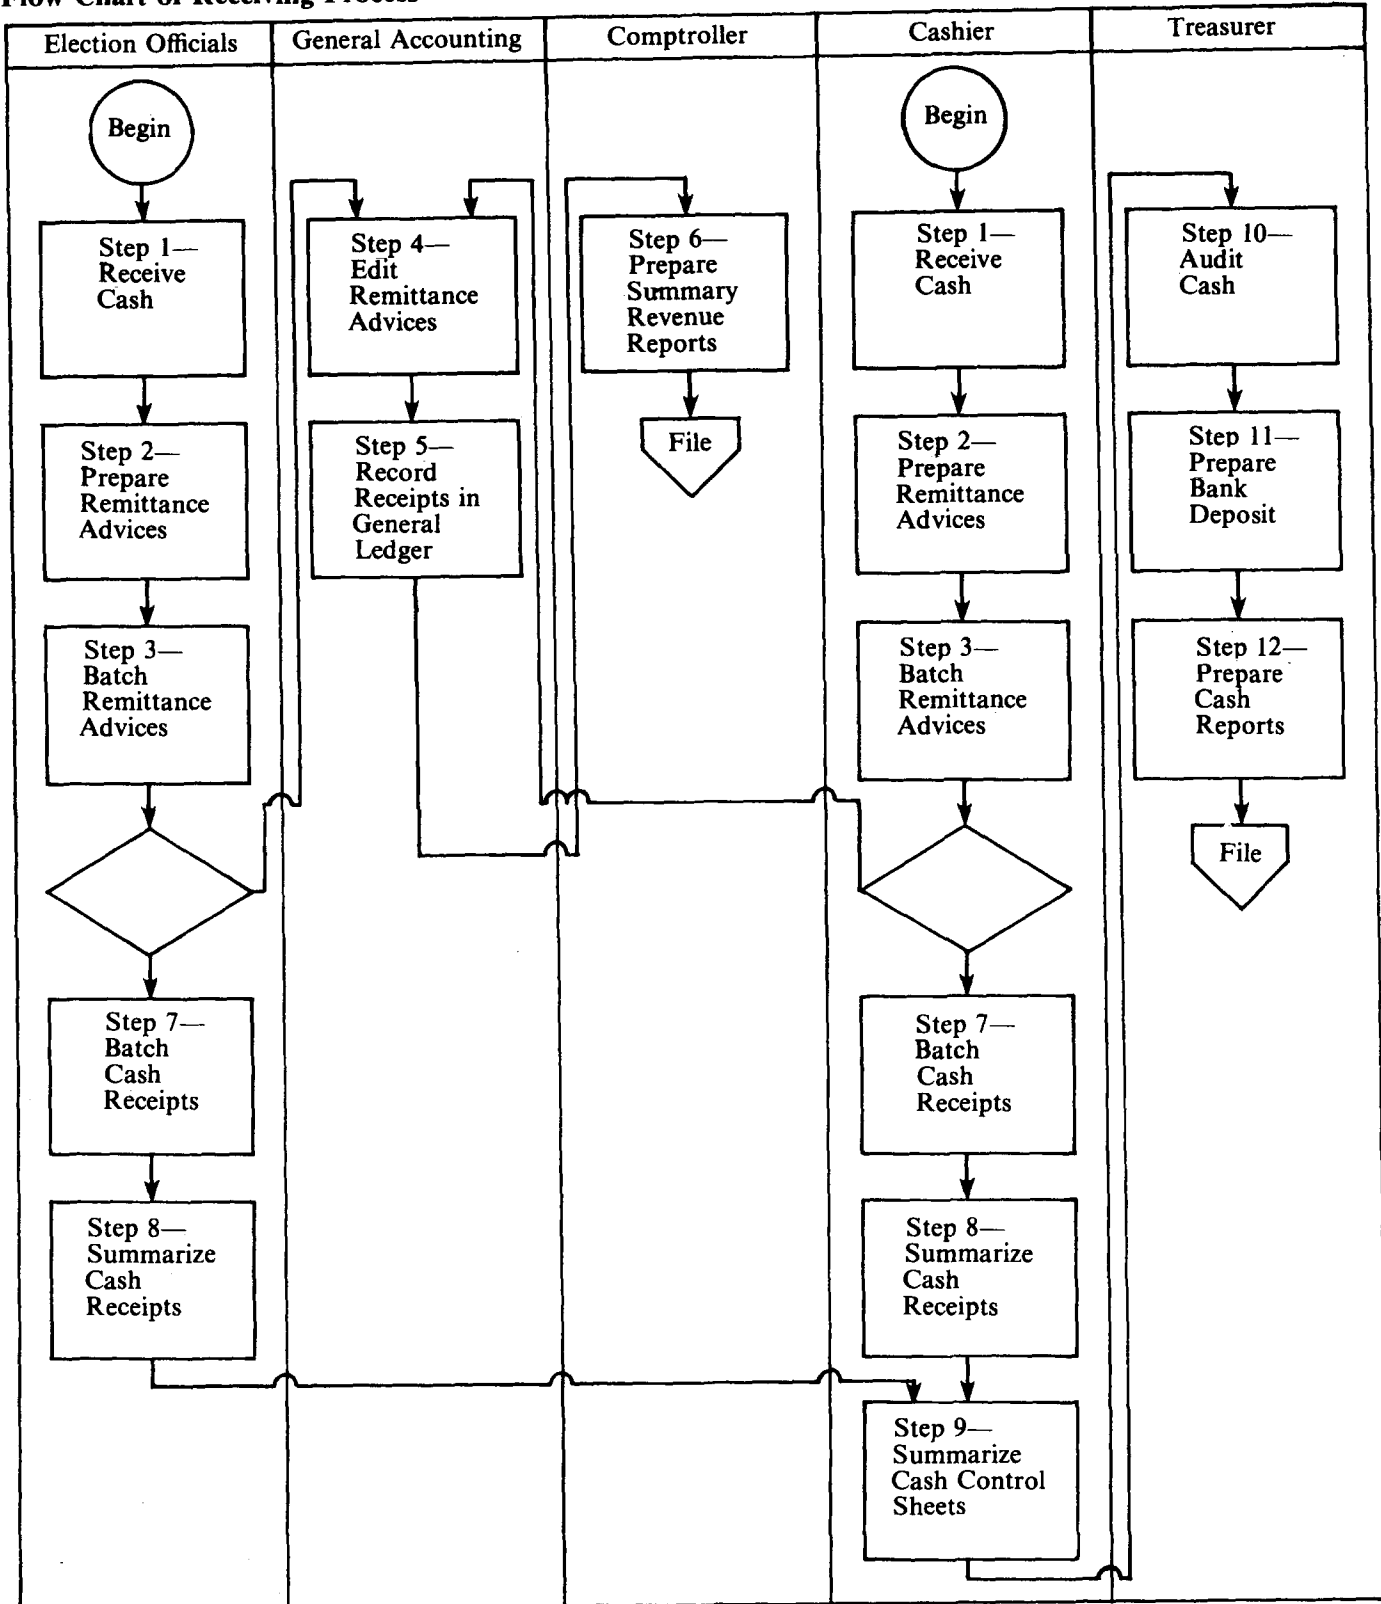 Flow Chart of Receiving Process
Election Officials
General Accounting
Comptroller
Cashier
Treasurer
Begin
Step 1—
Receive
Cash
Step 2—
Prepare
Remittance
Advices
Step 3—
Batch
Remittance
Advices
Step 7—
Batch
Cash
Receipts
Step 8—
Summarize
Cash
Receipts
Step 4—
Edit
Remittance
Advices
Step 5—
Record
Receipts in
General
Ledger
Step 6—
Prepare
Summary
Revenue
Reports
File
Begin
Step 1—
Receive
Cash
Step 2—
Prepare
Remittance
Advices
Step 3—
Batch
Remittance
Advices
Step 7—
Batch
Cash
Receipts
Step 8—
Summarize
Cash
Receipts
Step 9—
Summarize
Cash Control
Sheets
Step 10—
Audit
Cash
Step 11—
Prepare
Bank
Deposit
Step 12—
Prepare
Cash
Reports
File